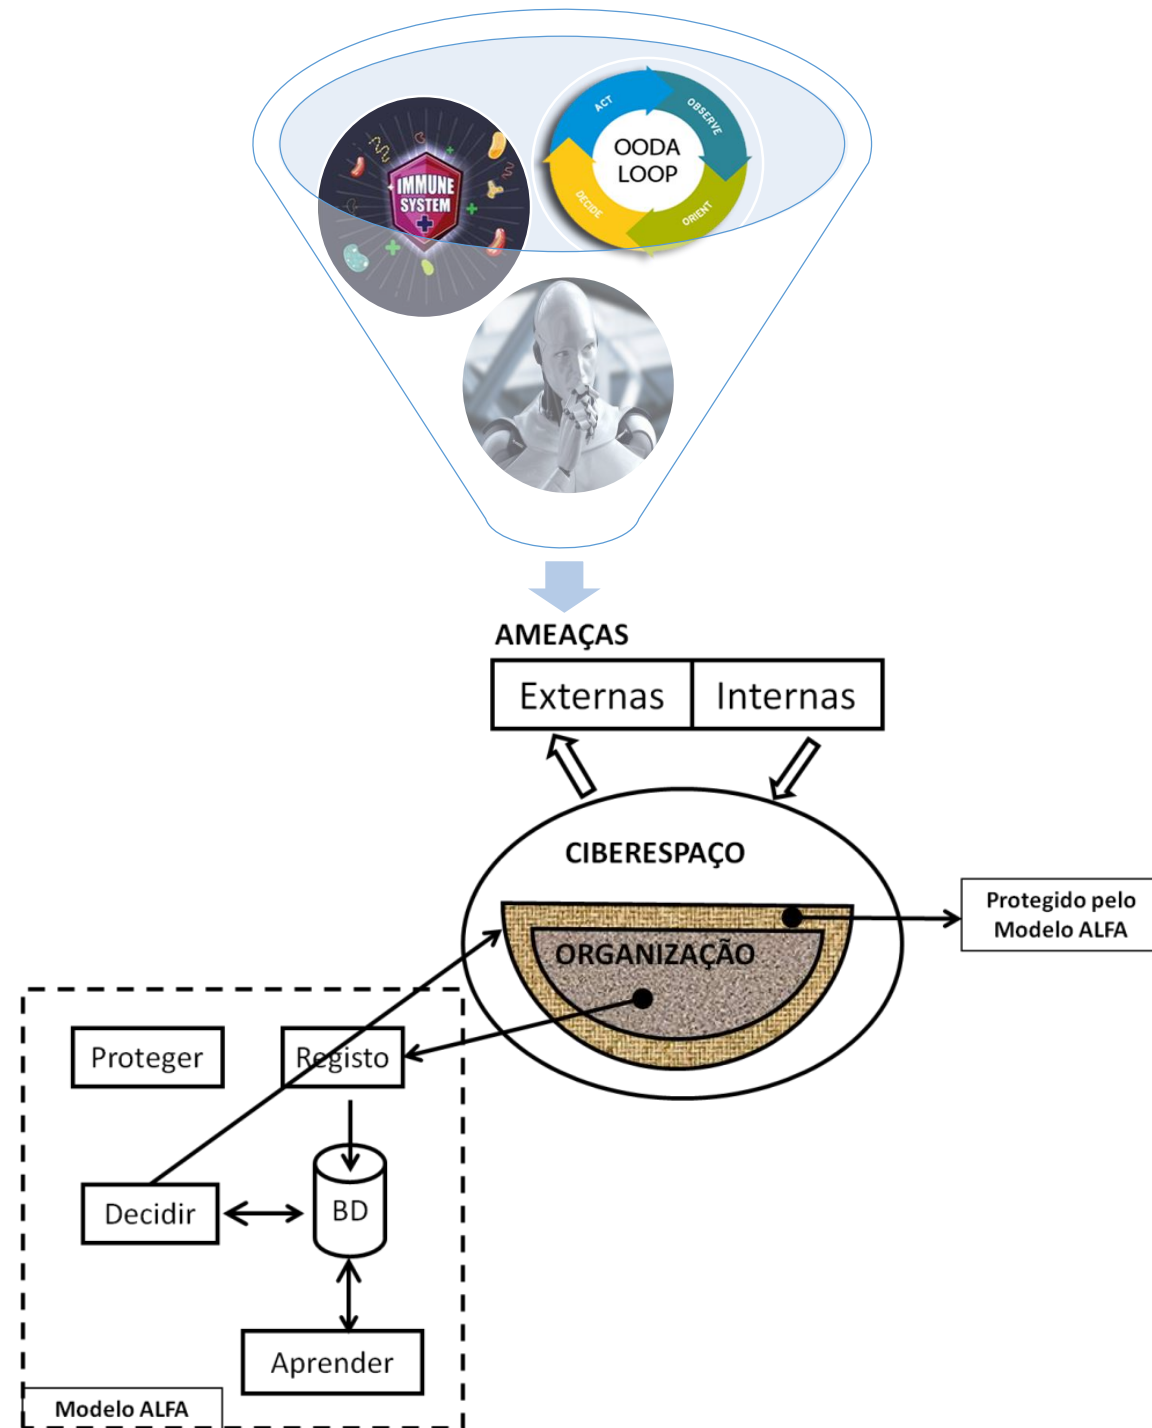 IMMUNE
SYSTEM
ACT
OBSERVE
OODA
LOOP
DECIDE
ORIENT
AMEAÇAS
Externas
Internas
CIBERESPAÇO
Protegido pelo
Modelo ALFA
ORGANIZAÇÃO
Proteger
Registo
Decidir
BD
Aprender
Modelo ALFA